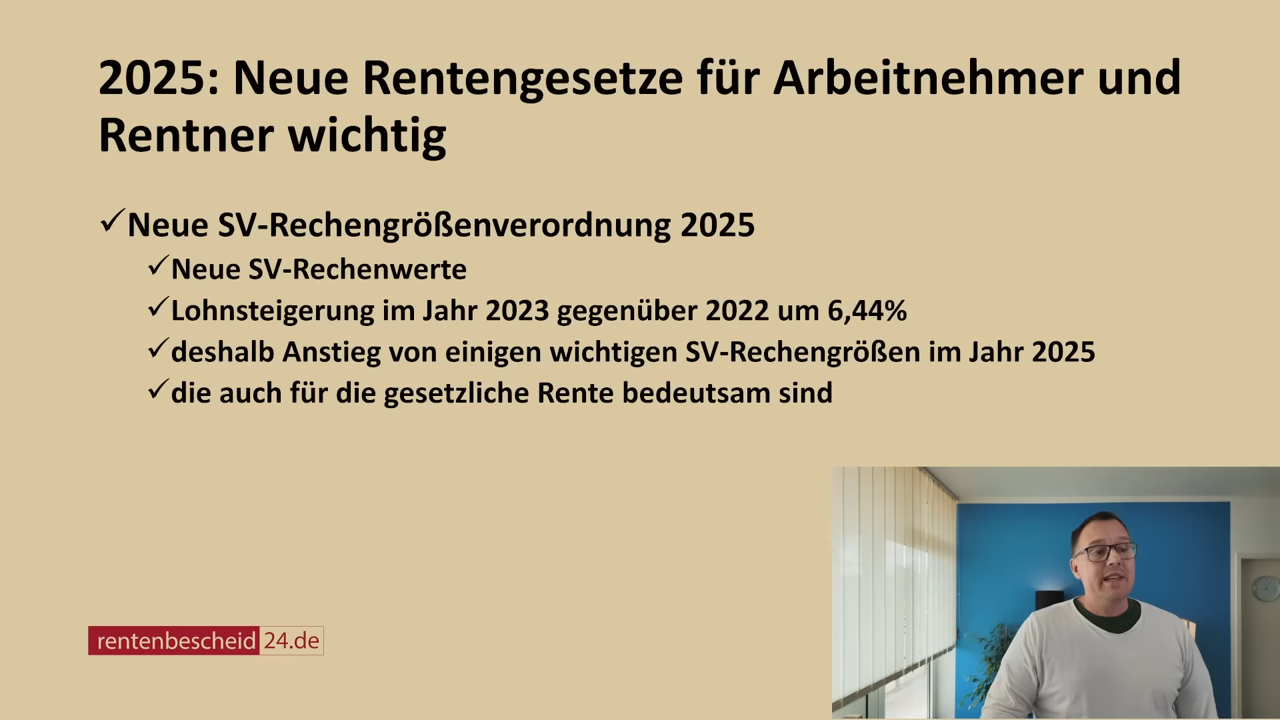 2025: Neue Rentengesetze für Arbeitnehmer und
Rentner wichtig
✓Neue SV-Rechengrößenverordnung 2025
✓Neue SV-Rechenwerte
✓Lohnsteigerung im Jahr 2023 gegenüber 2022 um 6,44%
✓deshalb Anstieg von einigen wichtigen SV-Rechengrößen im Jahr 2025
✓die auch für die gesetzliche Rente bedeutsam sind
rentenbescheid 24.de